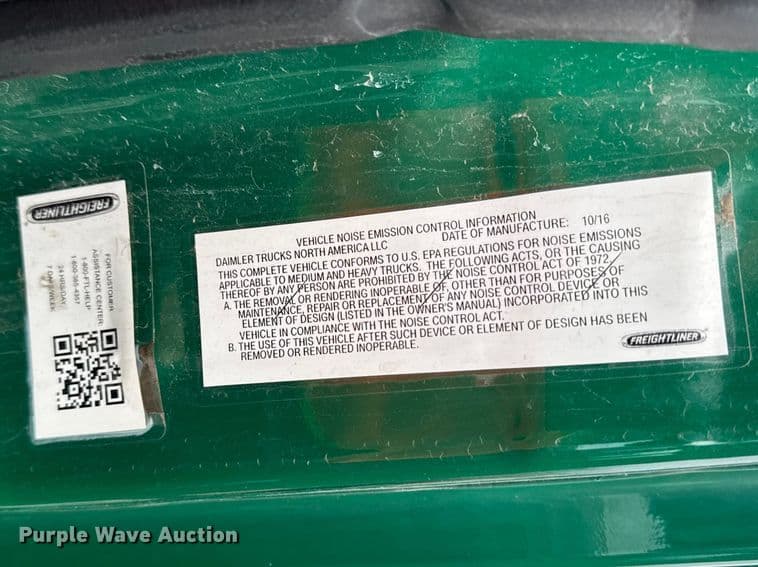 FREIGHTLINER
FOR CUSTOMER
ASSISTANCE CENTER:
1-800-FTL-HELP
1-800-385-4357
24 HRS/DAY
7 DAYS/WEEK
VEHICLE NOISE EMISSION CONTROL INFORMATION
DAIMLER TRUCKS NORTH AMERICA LLC DATE OF MANUFACTURE: 10/16
THIS COMPLETE VEHICLE CONFORMS TO U.S. EPA REGULATIONS FOR NOISE EMISSIONS
APPLICABLE TO MEDIUM AND HEAVY TRUCKS. THE FOLLOWING ACTS, OR THE CAUSING
THEREOF BY ANY PERSON ARE PROHIBITED BY THE NOISE CONTROL ACT OF 1972.
A. THE REMOVAL OR RENDERING INOPERABLE OF, OTHER THAN FOR PURPOSES OF
MAINTENANCE, REPAIR OR REPLACEMENT OF ANY NOISE CONTROL DEVICE OR
ELEMENT OF DESIGN (LISTED IN THE OWNER'S MANUAL) INCORPORATED INTO THIS
VEHICLE IN COMPLIANCE WITH THE NOISE CONTROL ACT.
B. THE USE OF THIS VEHICLE AFTER SUCH DEVICE OR ELEMENT OF DESIGN HAS BEEN
REMOVED OR RENDERED INOPERABLE.
FREIGHTLINER
Purple Wave Auction